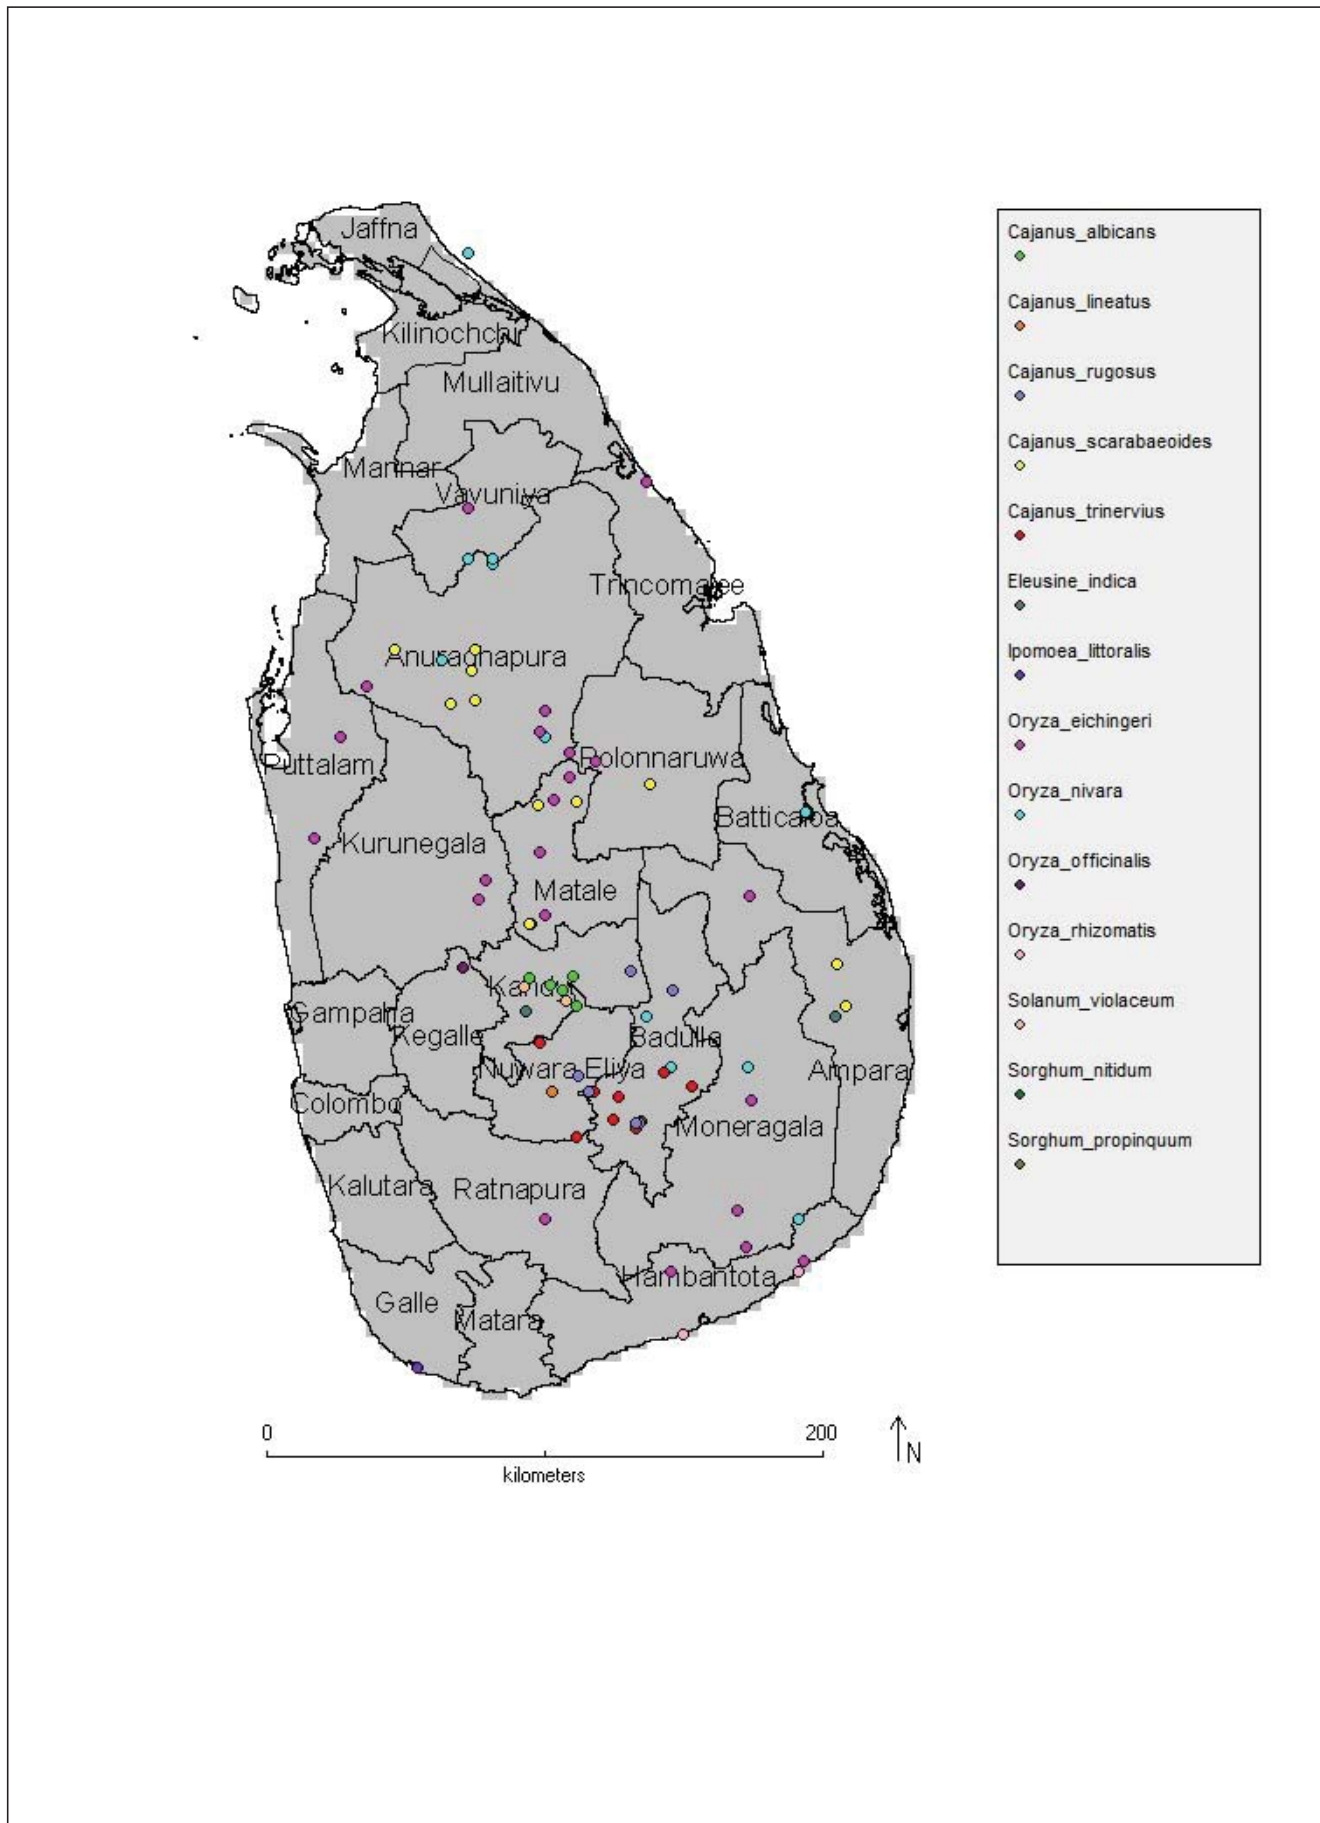 Jaffna
Kilinochchi
Mullaitivu
Mannar
Vavuniya
Trincomalee
Anuradhapura
Polonnaruwa
Puttalam
Batticaloa
Kurunegala
Matale
Kandy
Gampaha
Kegalle
Badulla
Nuwara Eliya
Ampara
Colombo
Moneragala
Kalutara
Ratnapura
Hambantota
Galle
Matara
0
200
kilometers
N
Cajanus_albicans
Cajanus_lineatus
Cajanus_rugosus
Cajanus_scarabaeoides
Cajanus_trinervius
Eleusine_indica
Ipomoea_littoralis
Oryza_eichingeri
Oryza_nivara
Oryza_officinalis
Oryza_rhizomatis
Solanum_violaceum
Sorghum_nitidum
Sorghum_propinquum